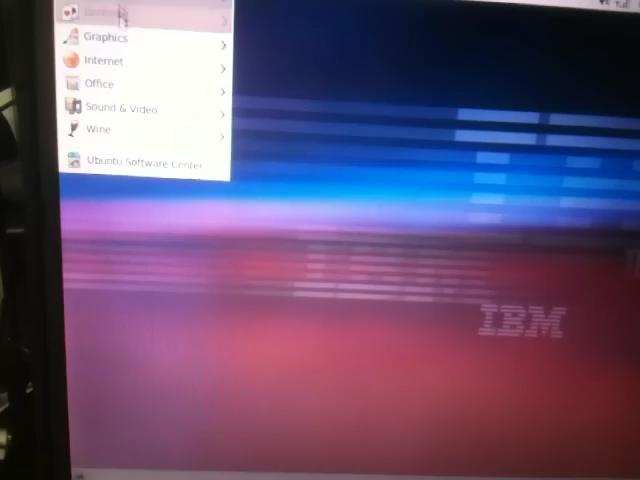 Graphics
Internet
Office
Sound & Video
Wine
Ubuntu Software Center
IBM